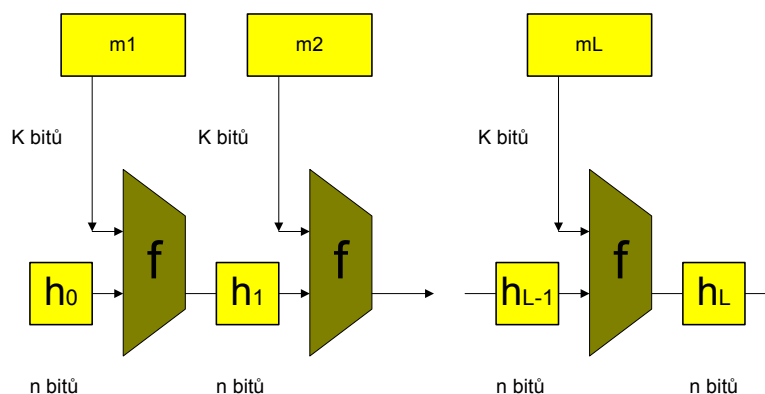 m1 m2 mL
K bitů K bitů K bitů
f f f
h0 h1 hL-1 hL
n bitů n bitů n bitů n bitů